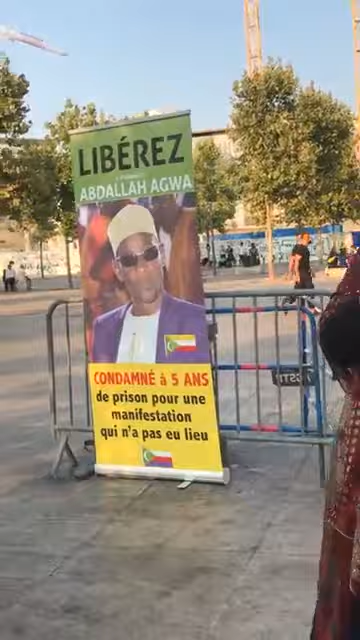 LIBÉREZ
ABDALLAH AGWA
CONDAMNÉ à 5 ANS
de prison pour une
manifestation
qui n'a pas eu lieu